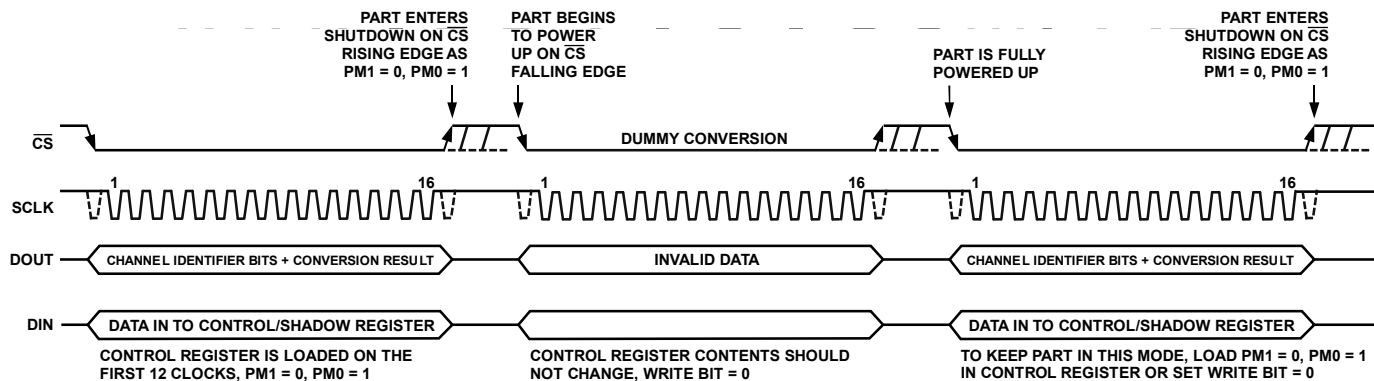 PART ENTERS
SHUTDOWN ON CS
RISING EDGE AS
PM1 = 0, PM0 = 1
PART BEGINS
TO POWER
UP ON CS
FALLING EDGE
PART IS FULLY
POWERED UP
PART ENTERS
SHUTDOWN ON CS
RISING EDGE AS
PM1 = 0, PM0 = 1
CS
DUMMY CONVERSION
SCLK
1
16
1
16
1
16
DOUT
CHANNEL IDENTIFIER BITS + CONVERSION RESULT
INVALID DATA
CHANNEL IDENTIFIER BITS + CONVERSION RESULT
DIN
DATA IN TO CONTROL/SHADOW REGISTER
DATA IN TO CONTROL/SHADOW REGISTER
CONTROL REGISTER IS LOADED ON THE
FIRST 12 CLOCKS, PM1 = 0, PM0 = 1
CONTROL REGISTER CONTENTS SHOULD
NOT CHANGE, WRITE BIT = 0
TO KEEP PART IN THIS MODE, LOAD PM1 = 0, PM0 = 1
IN CONTROL REGISTER OR SET WRITE BIT = 0